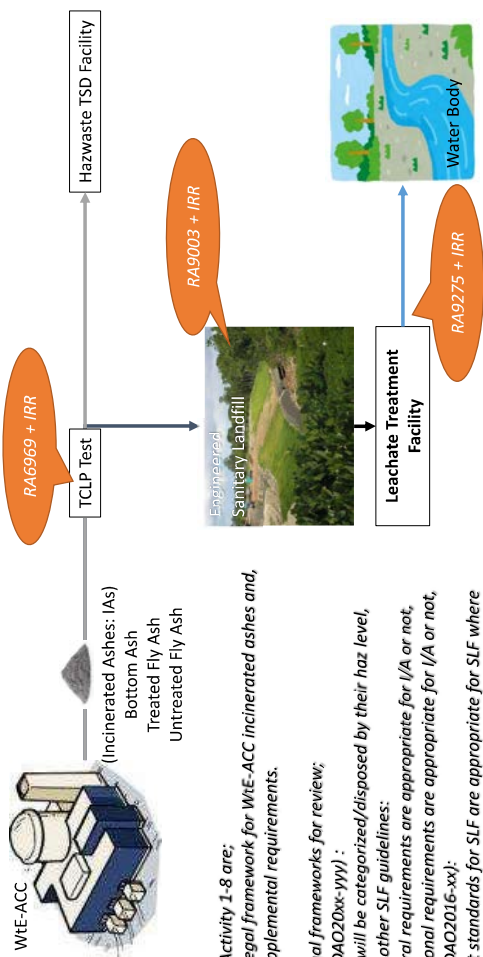 WtE-ACC
(Incinerated Ashes: IAs)
Bottom Ash
Treated Fly Ash
Untreated Fly Ash
RA6969 + IRR
TCLP Test
Hazwaste TSD Facility
RA9003 + IRR
Engineered
Sanitary Landfill
Leachate Treatment
Facility
RA9275 + IRR
Water Body
Activity 1-8 are;
legal framework for WtE-ACC incinerated ashes and,
pplemental requirements.
al frameworks for review;
DAO20xx-yyy) :
will be categorized/disposed by their haz level,
other SLF guidelines:
ral requirements are appropriate for I/A or not,
onal requirements are appropriate for I/A or not,
DAO2016-xx):
t standards for SLF are appropriate for SLF where